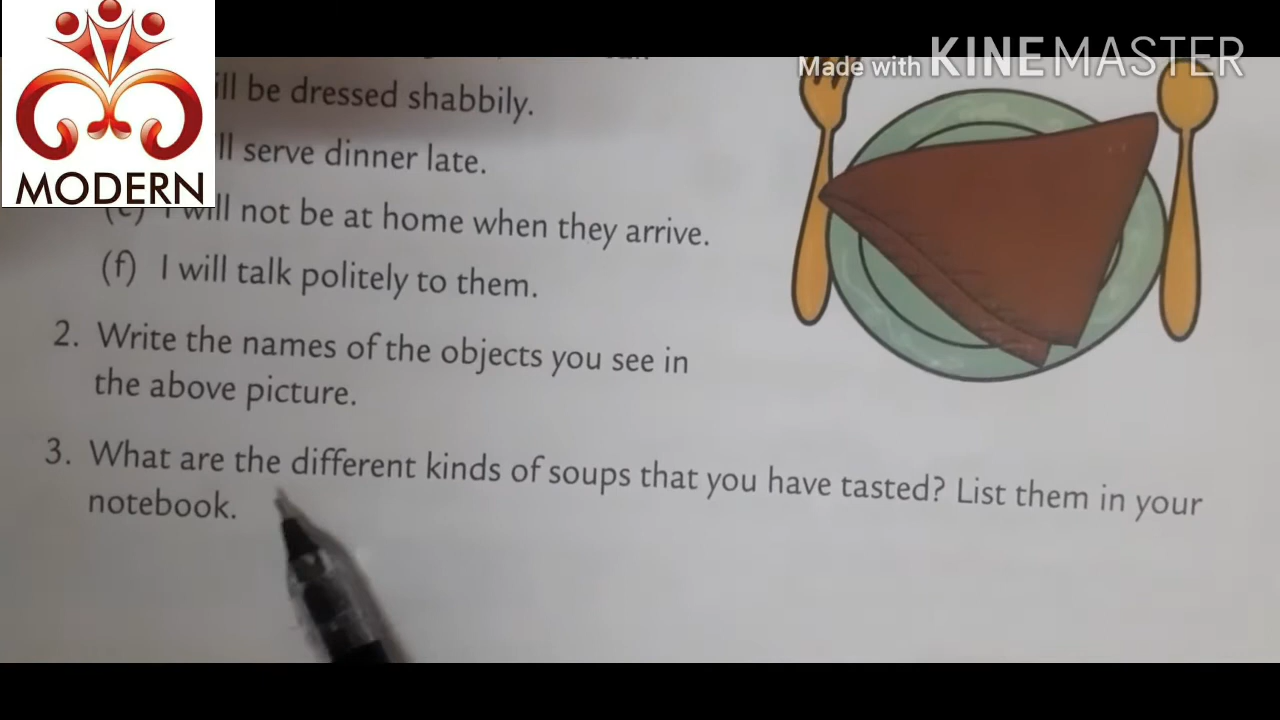 Made with KINEMASTER
MODERN
ill be dressed shabbily.
ll serve dinner late.
(e) I will not be at home when they arrive.
(f) I will talk politely to them.
2. Write the names of the objects you see in
the above picture.
3. What are the different kinds of soups that you have tasted? List them in your
notebook.